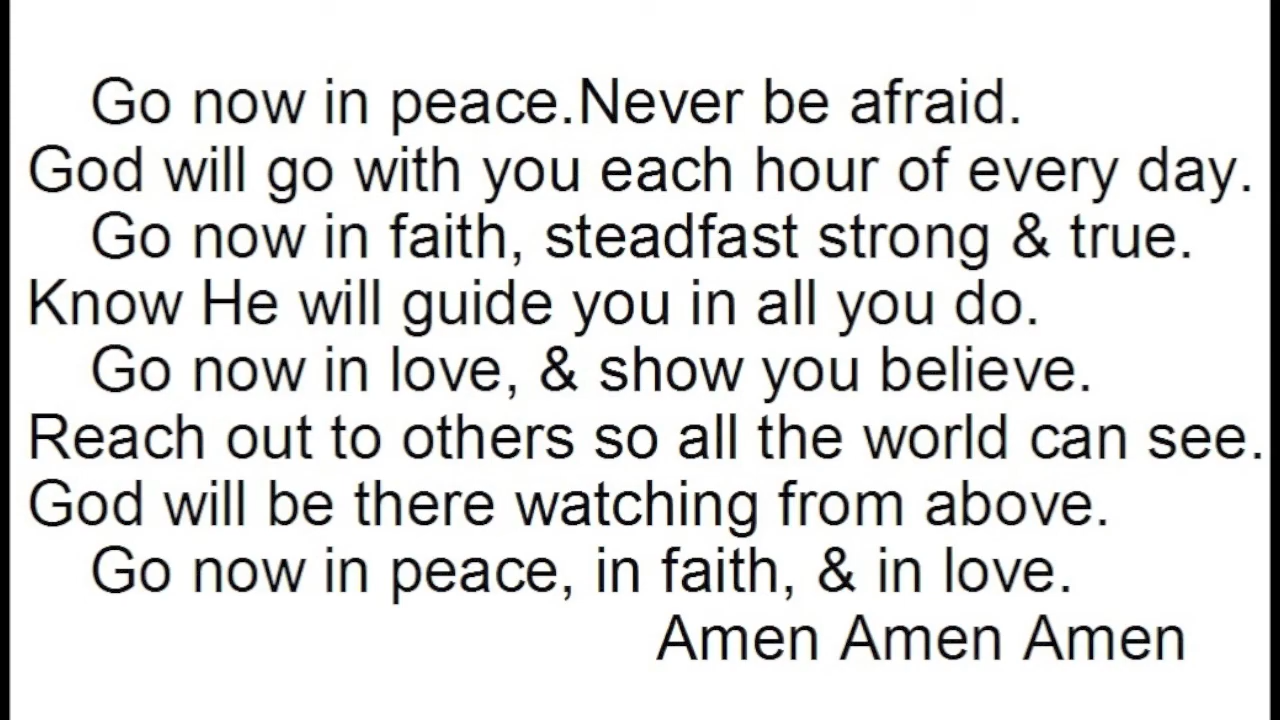 Go now in peace.Never be afraid.
God will go with you each hour of every day.
Go now in faith, steadfast strong & true.
Know He will guide you in all you do.
Go now in love, & show you believe.
Reach out to others so all the world can see.
God will be there watching from above.
Go now in peace, in faith, & in love.
Amen Amen Amen